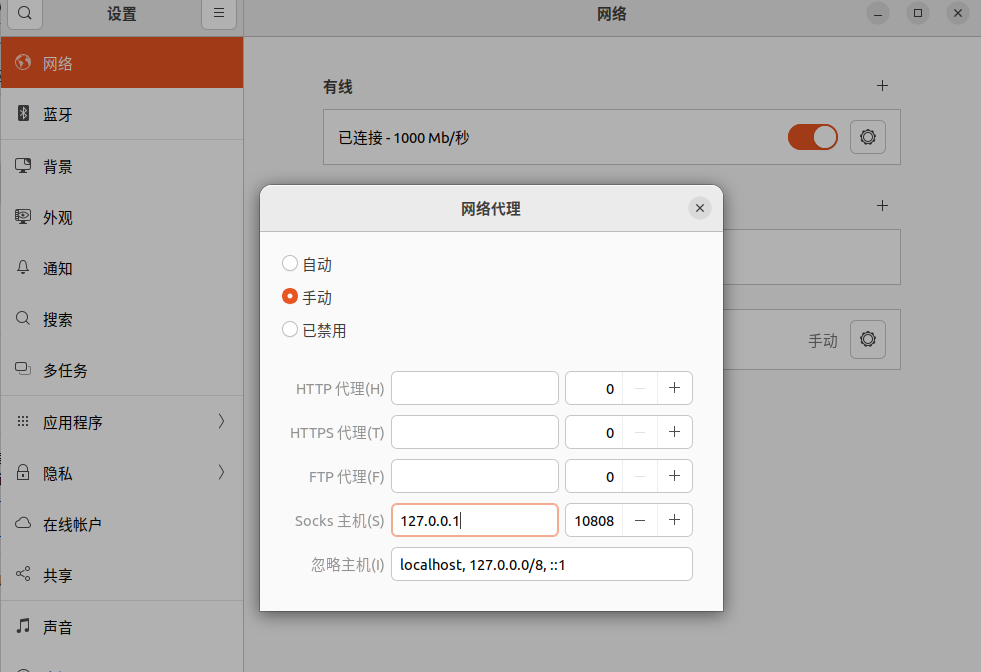 设置
网络
网络
蓝牙
背景
外观
通知
搜索
多任务
应用程序
隐私
在线帐户
共享
声音
有线
已连接 - 1000 Mb/秒
手动
网络代理
自动
手动
已禁用
HTTP 代理(H)
0
HTTPS 代理(T)
0
FTP 代理(F)
0
Socks 主机(S)
127.0.0.1
10808
忽略主机(I)
localhost, 127.0.0.0/8, ::1